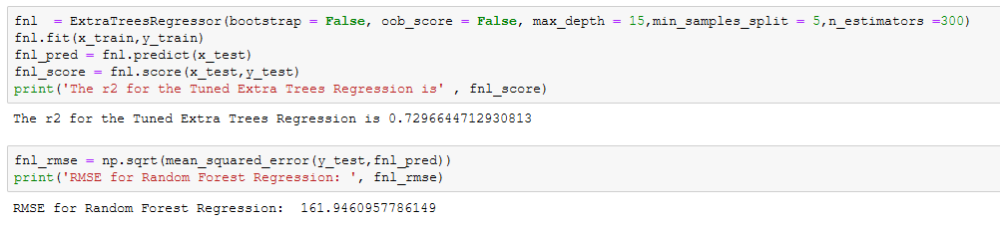 fnl  = ExtraTreesRegressor(bootstrap = False, oob_score = False, max_depth = 15,min_samples_split = 5,n_estimators =300)
fnl.fit(x_train,y_train)
fnl_pred = fnl.predict(x_test)
fnl_score = fnl.score(x_test,y_test)
print('The r2 for the Tuned Extra Trees Regression is' , fnl_score)
The r2 for the Tuned Extra Trees Regression is 0.7296644712930813
fnl_rmse = np.sqrt(mean_squared_error(y_test,fnl_pred))
print('RMSE for Random Forest Regression: ', fnl_rmse)
RMSE for Random Forest Regression:  161.9460957786149